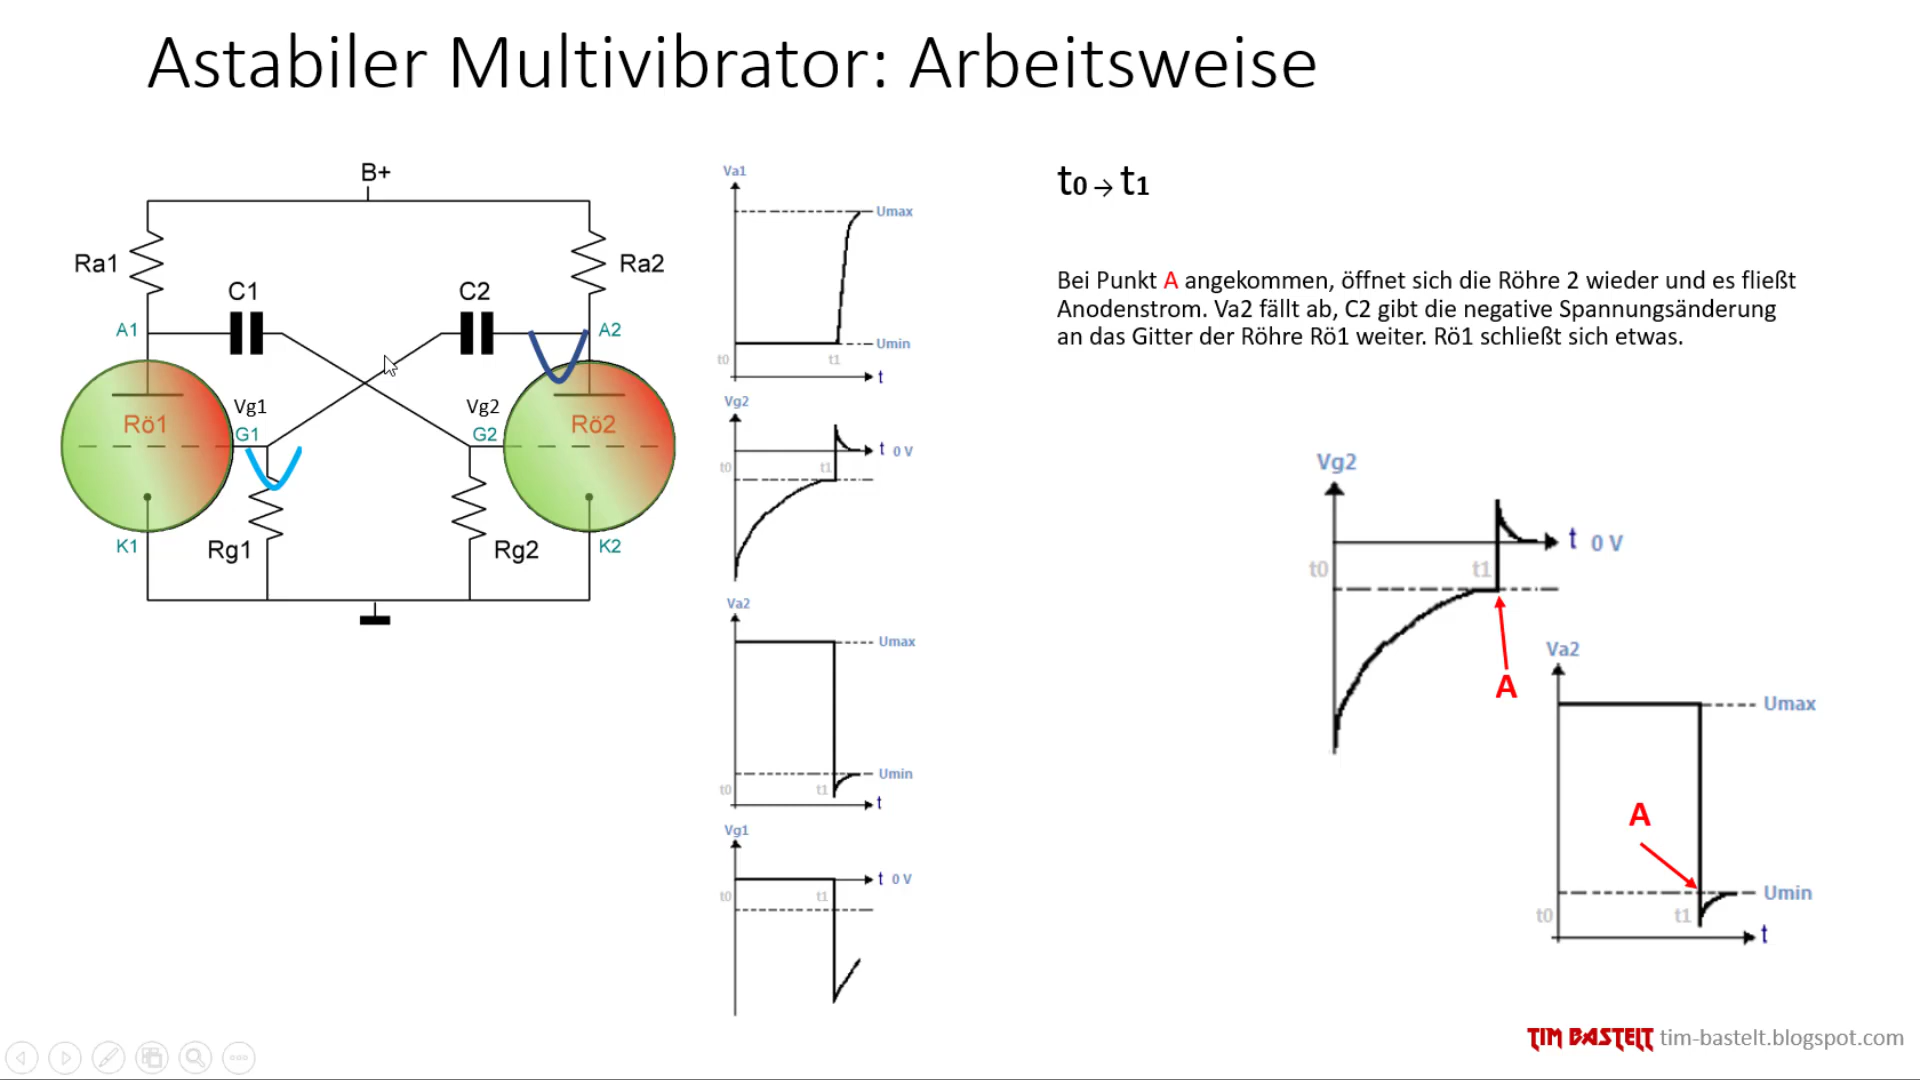 Astabiler Multivibrator: Arbeitsweise
B+
Ra1
Ra2
C1
C2
A1
A2
Rö1
Rö2
Vg1
Vg2
G1
G2
K1
Rg1
Rg2
K2
Va1
Umax
Umin
t0
t1
t
Vg2
t 0 V
t0
t1
Va2
Umax
Umin
t0
t1
t
Vg1
t 0 V
t0
t1
t0 → t1
Bei Punkt A angekommen, öffnet sich die Röhre 2 wieder und es fließt
Anodenstrom. Va2 fällt ab, C2 gibt die negative Spannungsänderung
an das Gitter der Röhre Rö1 weiter. Rö1 schließt sich etwas.
Vg2
t 0 V
t0
t1
A
Va2
Umax
A
Umin
t0
t1
t
TIM BASTELT tim-bastelt.blogspot.com